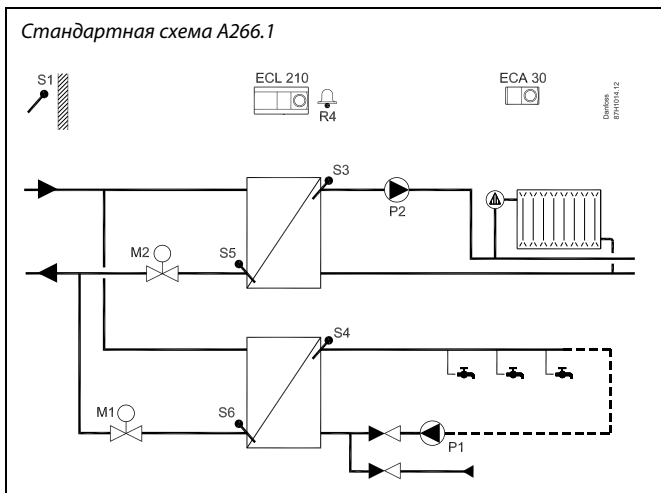 Стандартная схема A266.1
S1
ECL 210
R4
ECA 30
Danfoss
87H1014.12
S3
P2
M2
S5
S4
M1
S6
P1